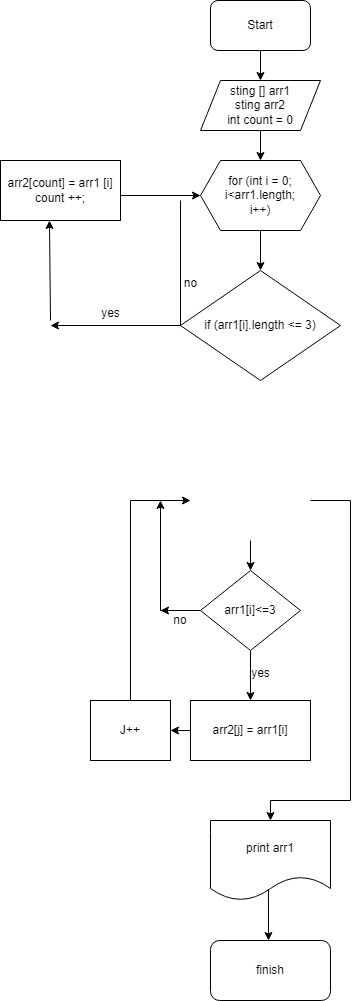 Start
sting [] arr1
sting arr2
int count = 0
arr2[count] = arr1 [i]
count ++;
for (int i = 0;
i<arr1.length;
i++)
no
yes
if (arr1[i].length <= 3)
arr1[i]<=3
no
yes
J++
arr2[j] = arr1[i]
print arr1
finish